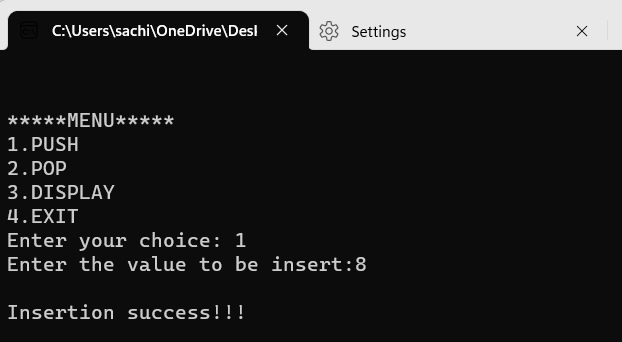 C:\Users\sachi\OneDrive\Desl
Settings
*****MENU*****
1.PUSH
2.POP
3.DISPLAY
4.EXIT
Enter your choice: 1
Enter the value to be insert:8
Insertion success!!!